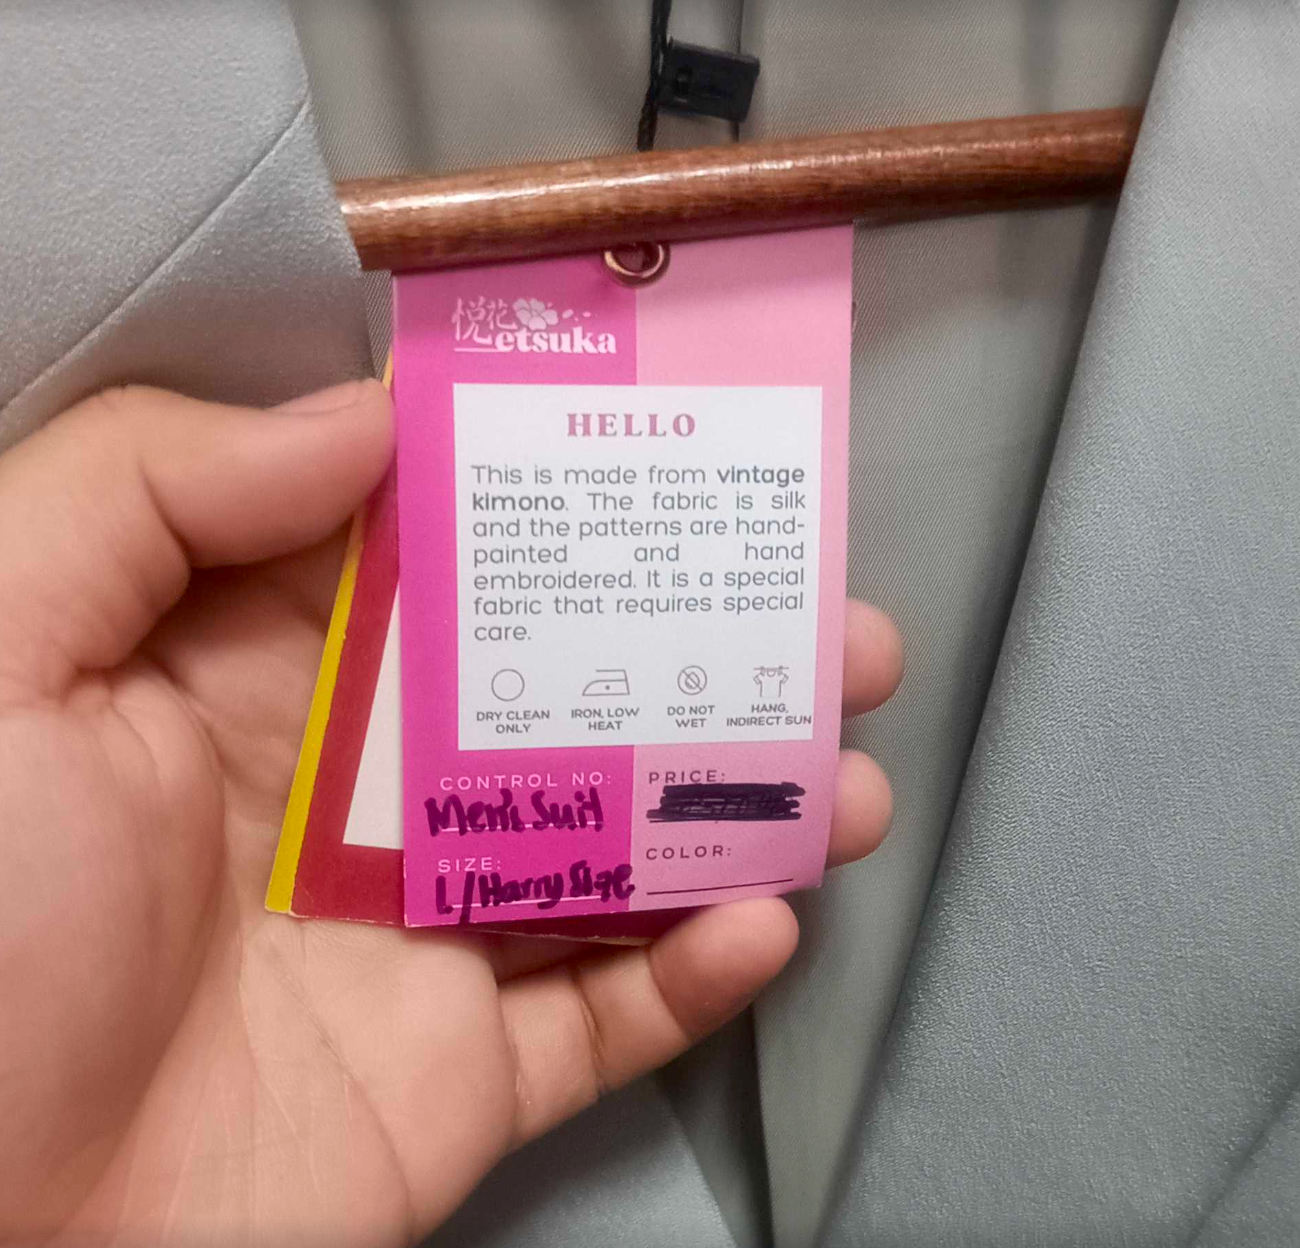 悦花
etsuka
HELLO
This is made from vintage
kimono. The fabric is silk
and the patterns are hand-
painted and hand
embroidered. It is a special
fabric that requires special
care.
DRY CLEAN ONLY
IRON, LOW HEAT
DO NOT WET
HANG, INDIRECT SUN
CONTROL NO:
Men's Suit
PRICE:
SIZE:
L/Harry Size
COLOR: